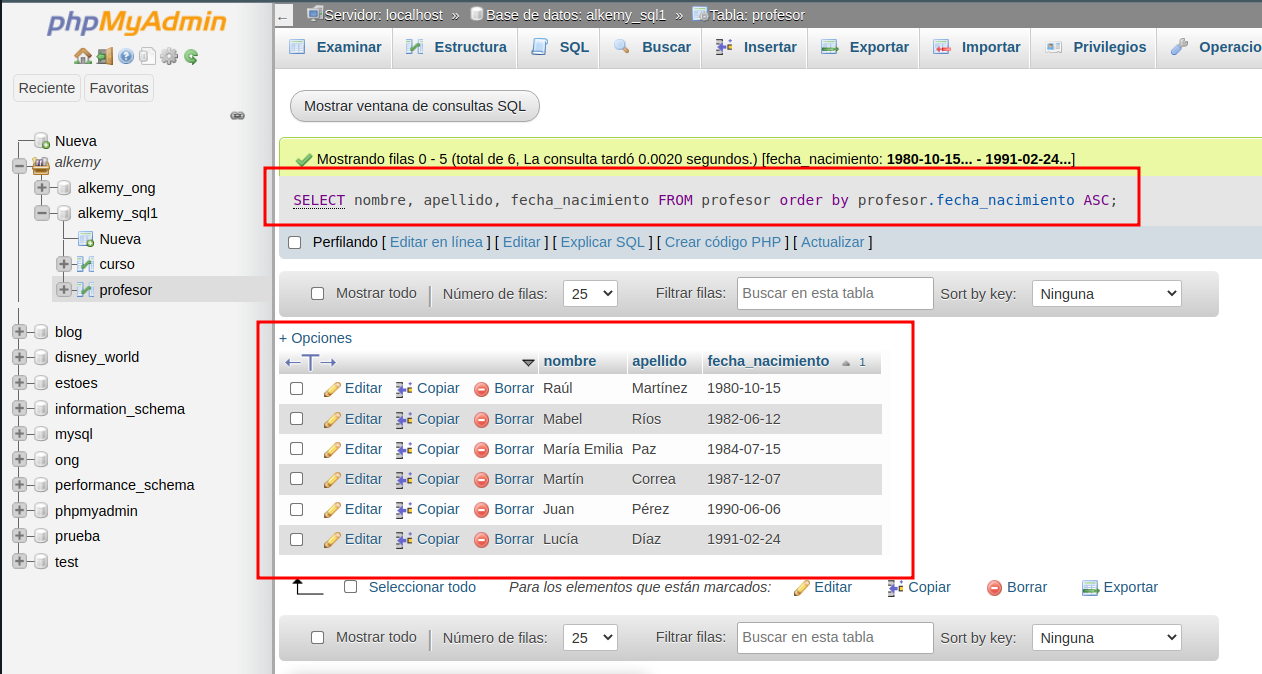 phpMyAdmin
Reciente Favoritas
Nueva
alkemy
alkemy_ong
alkemy_sql1
Nueva
curso
profesor
blog
disney_world
estoes
information_schema
mysql
ong
performance_schema
phpmyadmin
prueba
test
Servidor: localhost » Base de datos: alkemy_sql1 » Tabla: profesor
Examinar Estructura SQL Buscar Insertar Exportar Importar Privilegios Operacio
Mostrar ventana de consultas SQL
Mostrando filas 0 - 5 (total de 6, La consulta tardó 0.0020 segundos.) [fecha_nacimiento: 1980-10-15... - 1991-02-24...]
SELECT nombre, apellido, fecha_nacimiento FROM profesor order by profesor.fecha_nacimiento ASC;
Perfilando [ Editar en línea ] [ Editar ] [ Explicar SQL ] [ Crear código PHP ] [ Actualizar ]
Mostrar todo | Número de filas: 25 Filtrar filas: Buscar en esta tabla Sort by key: Ninguna
+ Opciones
←T→ nombre apellido fecha_nacimiento 1
Editar Copiar Borrar Raúl Martínez 1980-10-15
Editar Copiar Borrar Mabel Ríos 1982-06-12
Editar Copiar Borrar María Emilia Paz 1984-07-15
Editar Copiar Borrar Martín Correa 1987-12-07
Editar Copiar Borrar Juan Pérez 1990-06-06
Editar Copiar Borrar Lucía Díaz 1991-02-24
Seleccionar todo Para los elementos que están marcados: Editar Copiar Borrar Exportar
Mostrar todo | Número de filas: 25 Filtrar filas: Buscar en esta tabla Sort by key: Ninguna